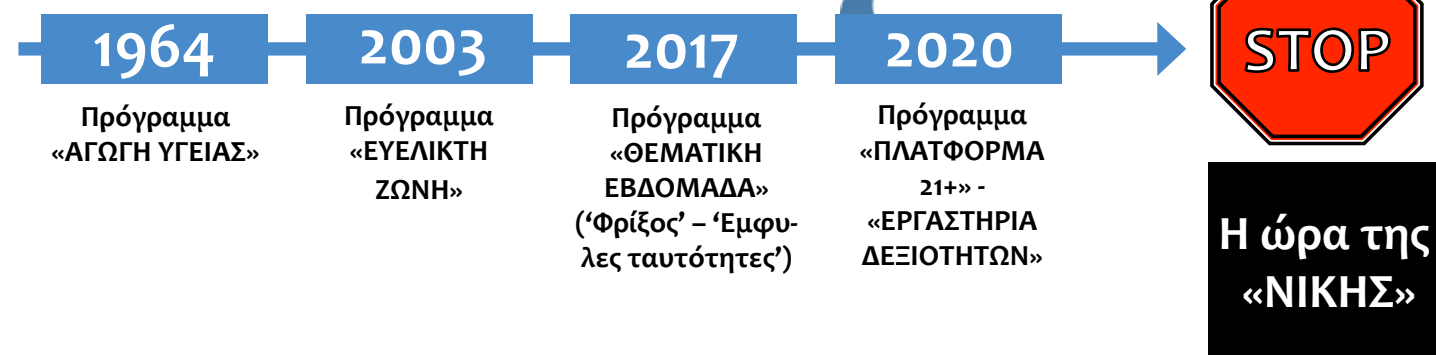 1964
Πρόγραμμα
«ΑΓΩΓΗ ΥΓΕΙΑΣ»
2003
Πρόγραμμα
«ΕΥΕΛΙΚΤΗ
ΖΩΝΗ»
2017
Πρόγραμμα
«ΘΕΜΑΤΙΚΗ
ΕΒΔΟΜΑΔΑ»
(‘Φρίξος’ – ‘Εμφυ-
λες ταυτότητες’)
2020
Πρόγραμμα
«ΠΛΑΤΦΟΡΜΑ
21+» -
«ΕΡΓΑΣΤΗΡΙΑ
ΔΕΞΙΟΤΗΤΩΝ»
STOP
Η ώρα της
«ΝΙΚΗΣ»